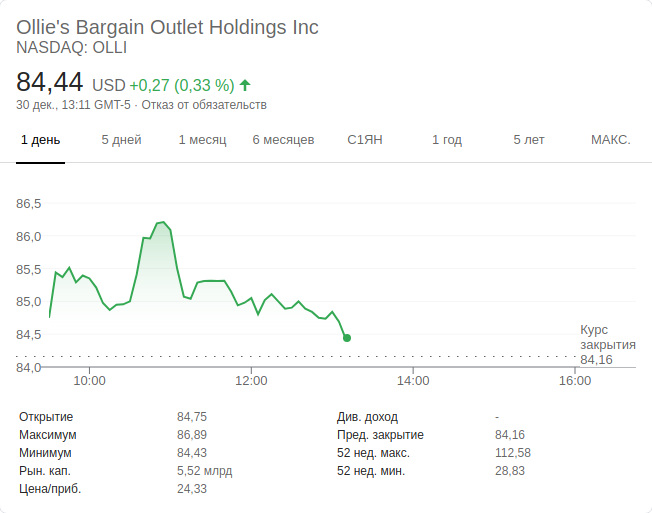 Ollie's Bargain Outlet Holdings Inc
NASDAQ: OLLI
84,44 USD +0,27 (0,33 %)
30 дек., 13:11 GMT-5 · Отказ от обязательств
1 день 5 дней 1 месяц 6 месяцев С1ЯН 1 год 5 лет МАКС.
86,5
86,0
85,5
85,0
84,5
84,0
Курс
закрытия
84,16
10:00 12:00 14:00 16:00
Открытие 84,75 Див. доход -
Максимум 86,89 Пред. закрытие 84,16
Минимум 84,43 52 нед. макс. 112,58
Рын. кап. 5,52 млрд 52 нед. мин. 28,83
Цена/приб. 24,33